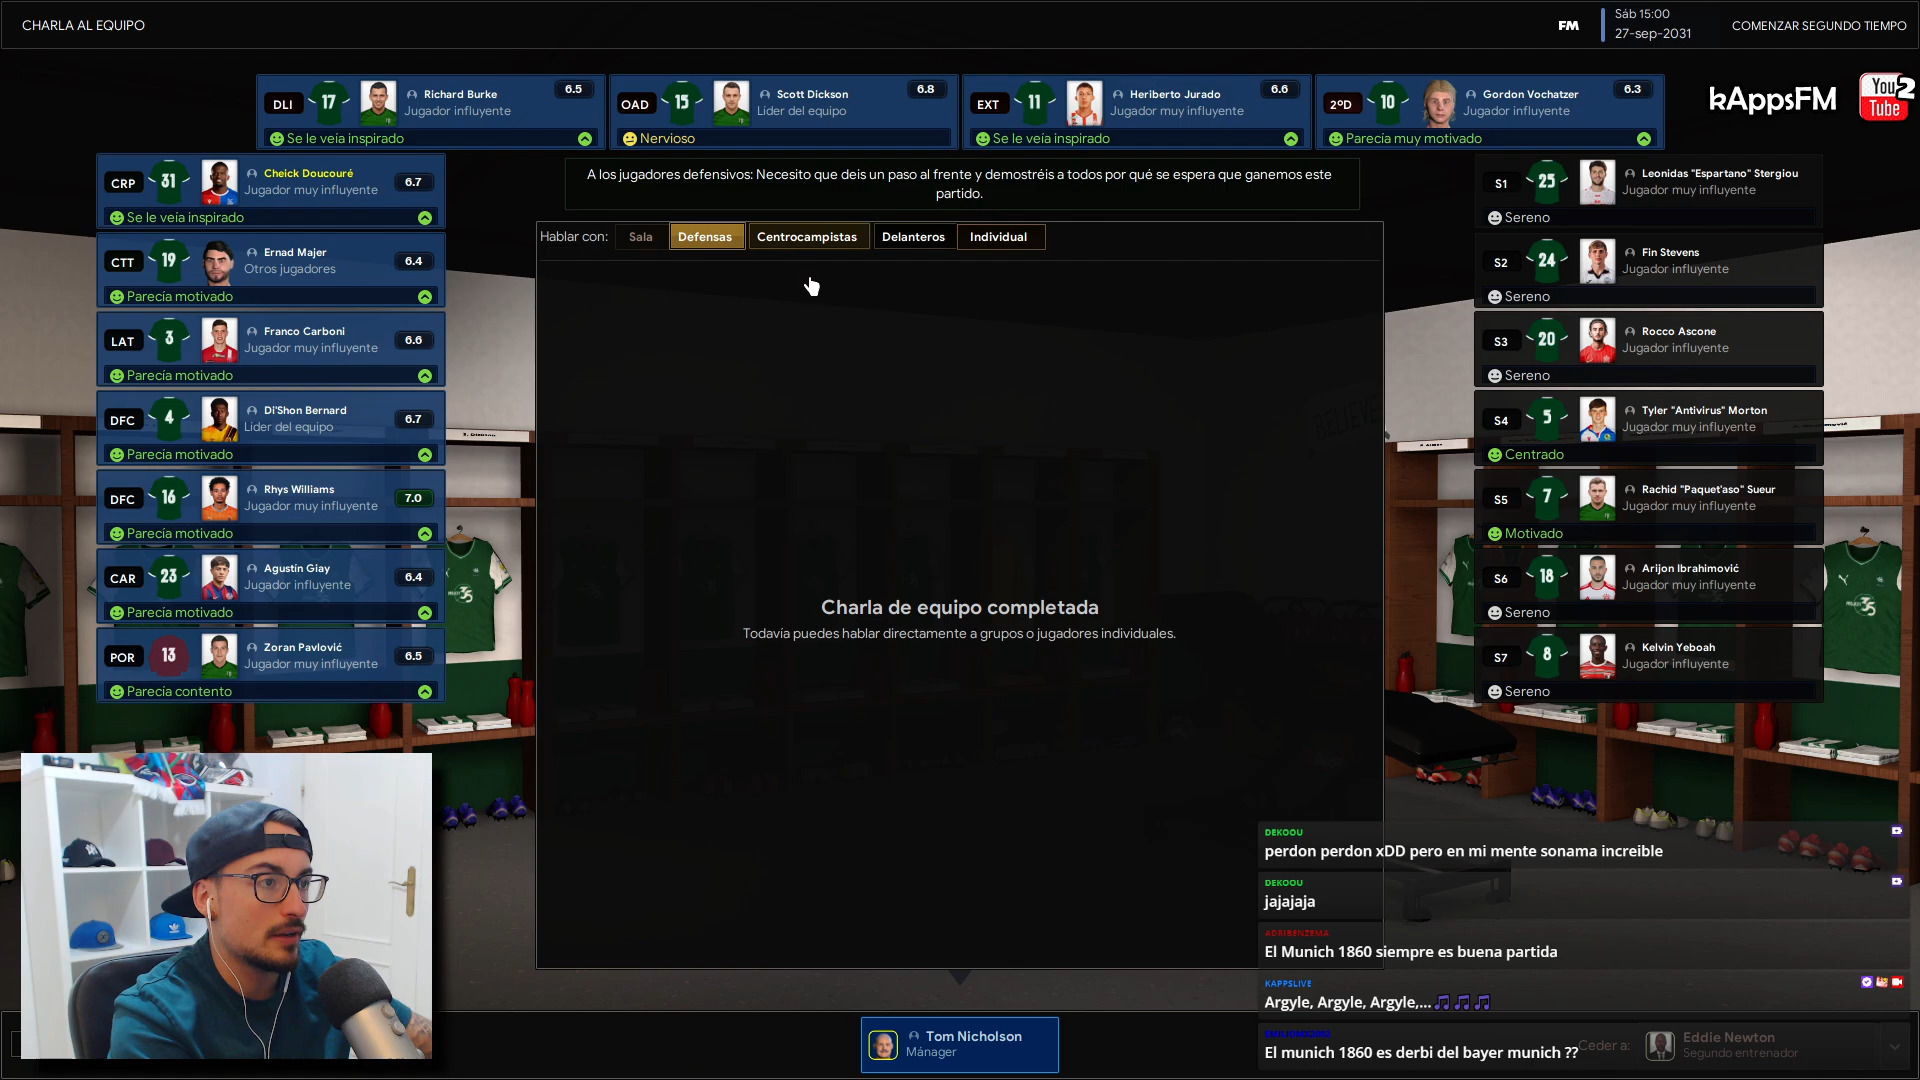 CHARLA AL EQUIPO
FM
Sáb 15:00
27-sep-2031
COMENZAR SEGUNDO TIEMPO
DLI
17
Richard Burke
Jugador influyente
6.5
Se le veía inspirado
OAD
15
Scott Dickson
Líder del equipo
6.8
Nervioso
EXT
11
Heriberto Jurado
Jugador muy influyente
6.6
Se le veía inspirado
2ºD
10
Gordon Vochatzer
Jugador influyente
6.3
Parecía muy motivado
kAppsFM
You2
Tube
CRP
31
Cheick Doucouré
Jugador muy influyente
6.7
Se le veía inspirado
CTT
19
Ernad Majer
Otros jugadores
6.4
Parecía motivado
LAT
3
Franco Carboni
Jugador muy influyente
6.6
Parecía motivado
DFC
4
Di'Shon Bernard
Líder del equipo
6.7
Parecía motivado
DFC
16
Rhys Williams
Jugador muy influyente
7.0
Parecía motivado
CAR
23
Agustín Giay
Jugador influyente
6.4
Parecía motivado
POR
13
Zoran Pavlović
Jugador muy influyente
6.5
Parecía contento
A los jugadores defensivos: Necesito que deis un paso al frente y demostréis a todos por qué se espera que ganemos este
partido.
Hablar con: Sala Defensas Centrocampistas Delanteros Individual
Charla de equipo completada
Todavía puedes hablar directamente a grupos o jugadores individuales.
S1
25
Leonidas "Espartano" Stergiou
Jugador muy influyente
Sereno
S2
24
Fin Stevens
Jugador influyente
Sereno
S3
20
Rocco Ascone
Jugador influyente
Sereno
S4
5
Tyler "Antivirus" Morton
Jugador muy influyente
Centrado
S5
7
Rachid "Paquet'aso" Sueur
Jugador muy influyente
Motivado
S6
18
Arijon Ibrahimović
Jugador muy influyente
Sereno
S7
8
Kelvin Yeboah
Jugador influyente
Sereno
35
35
DEKOOU
perdon perdon xDD pero en mi mente sonama increible
DEKOOU
jajajaja
ADRIBENZEMA
El Munich 1860 siempre es buena partida
KAPPSLIVE
Argyle, Argyle, Argyle,...🎵🎵🎵
El munich 1860 es derbi del bayer munich ??
Tom Nicholson
Mánager
Ceder a:
Eddie Newton
Segundo entrenador